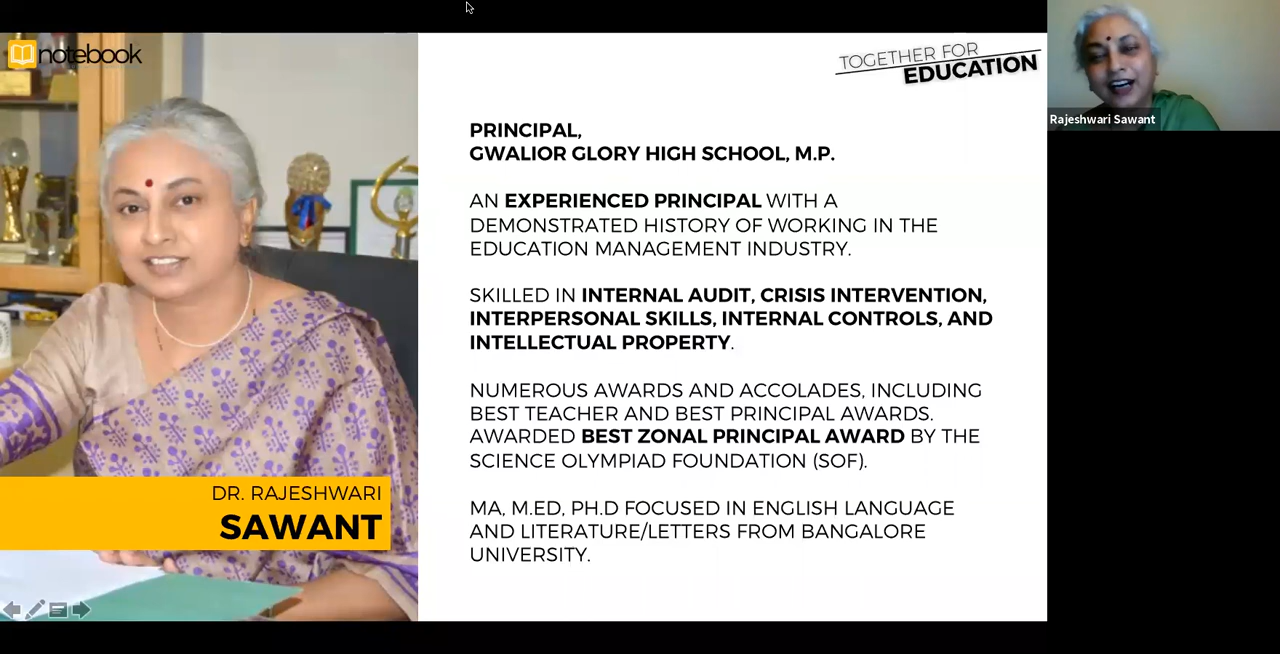 notebook
TOGETHER FOR
EDUCATION
Rajeshwari Sawant
PRINCIPAL,
GWALIOR GLORY HIGH SCHOOL, M.P.
AN EXPERIENCED PRINCIPAL WITH A
DEMONSTRATED HISTORY OF WORKING IN THE
EDUCATION MANAGEMENT INDUSTRY.
SKILLED IN INTERNAL AUDIT, CRISIS INTERVENTION,
INTERPERSONAL SKILLS, INTERNAL CONTROLS, AND
INTELLECTUAL PROPERTY.
NUMEROUS AWARDS AND ACCOLADES, INCLUDING
BEST TEACHER AND BEST PRINCIPAL AWARDS.
AWARDED BEST ZONAL PRINCIPAL AWARD BY THE
SCIENCE OLYMPIAD FOUNDATION (SOF).
MA, M.ED, PH.D FOCUSED IN ENGLISH LANGUAGE
AND LITERATURE/LETTERS FROM BANGALORE
UNIVERSITY.
DR. RAJESHWARI
SAWANT